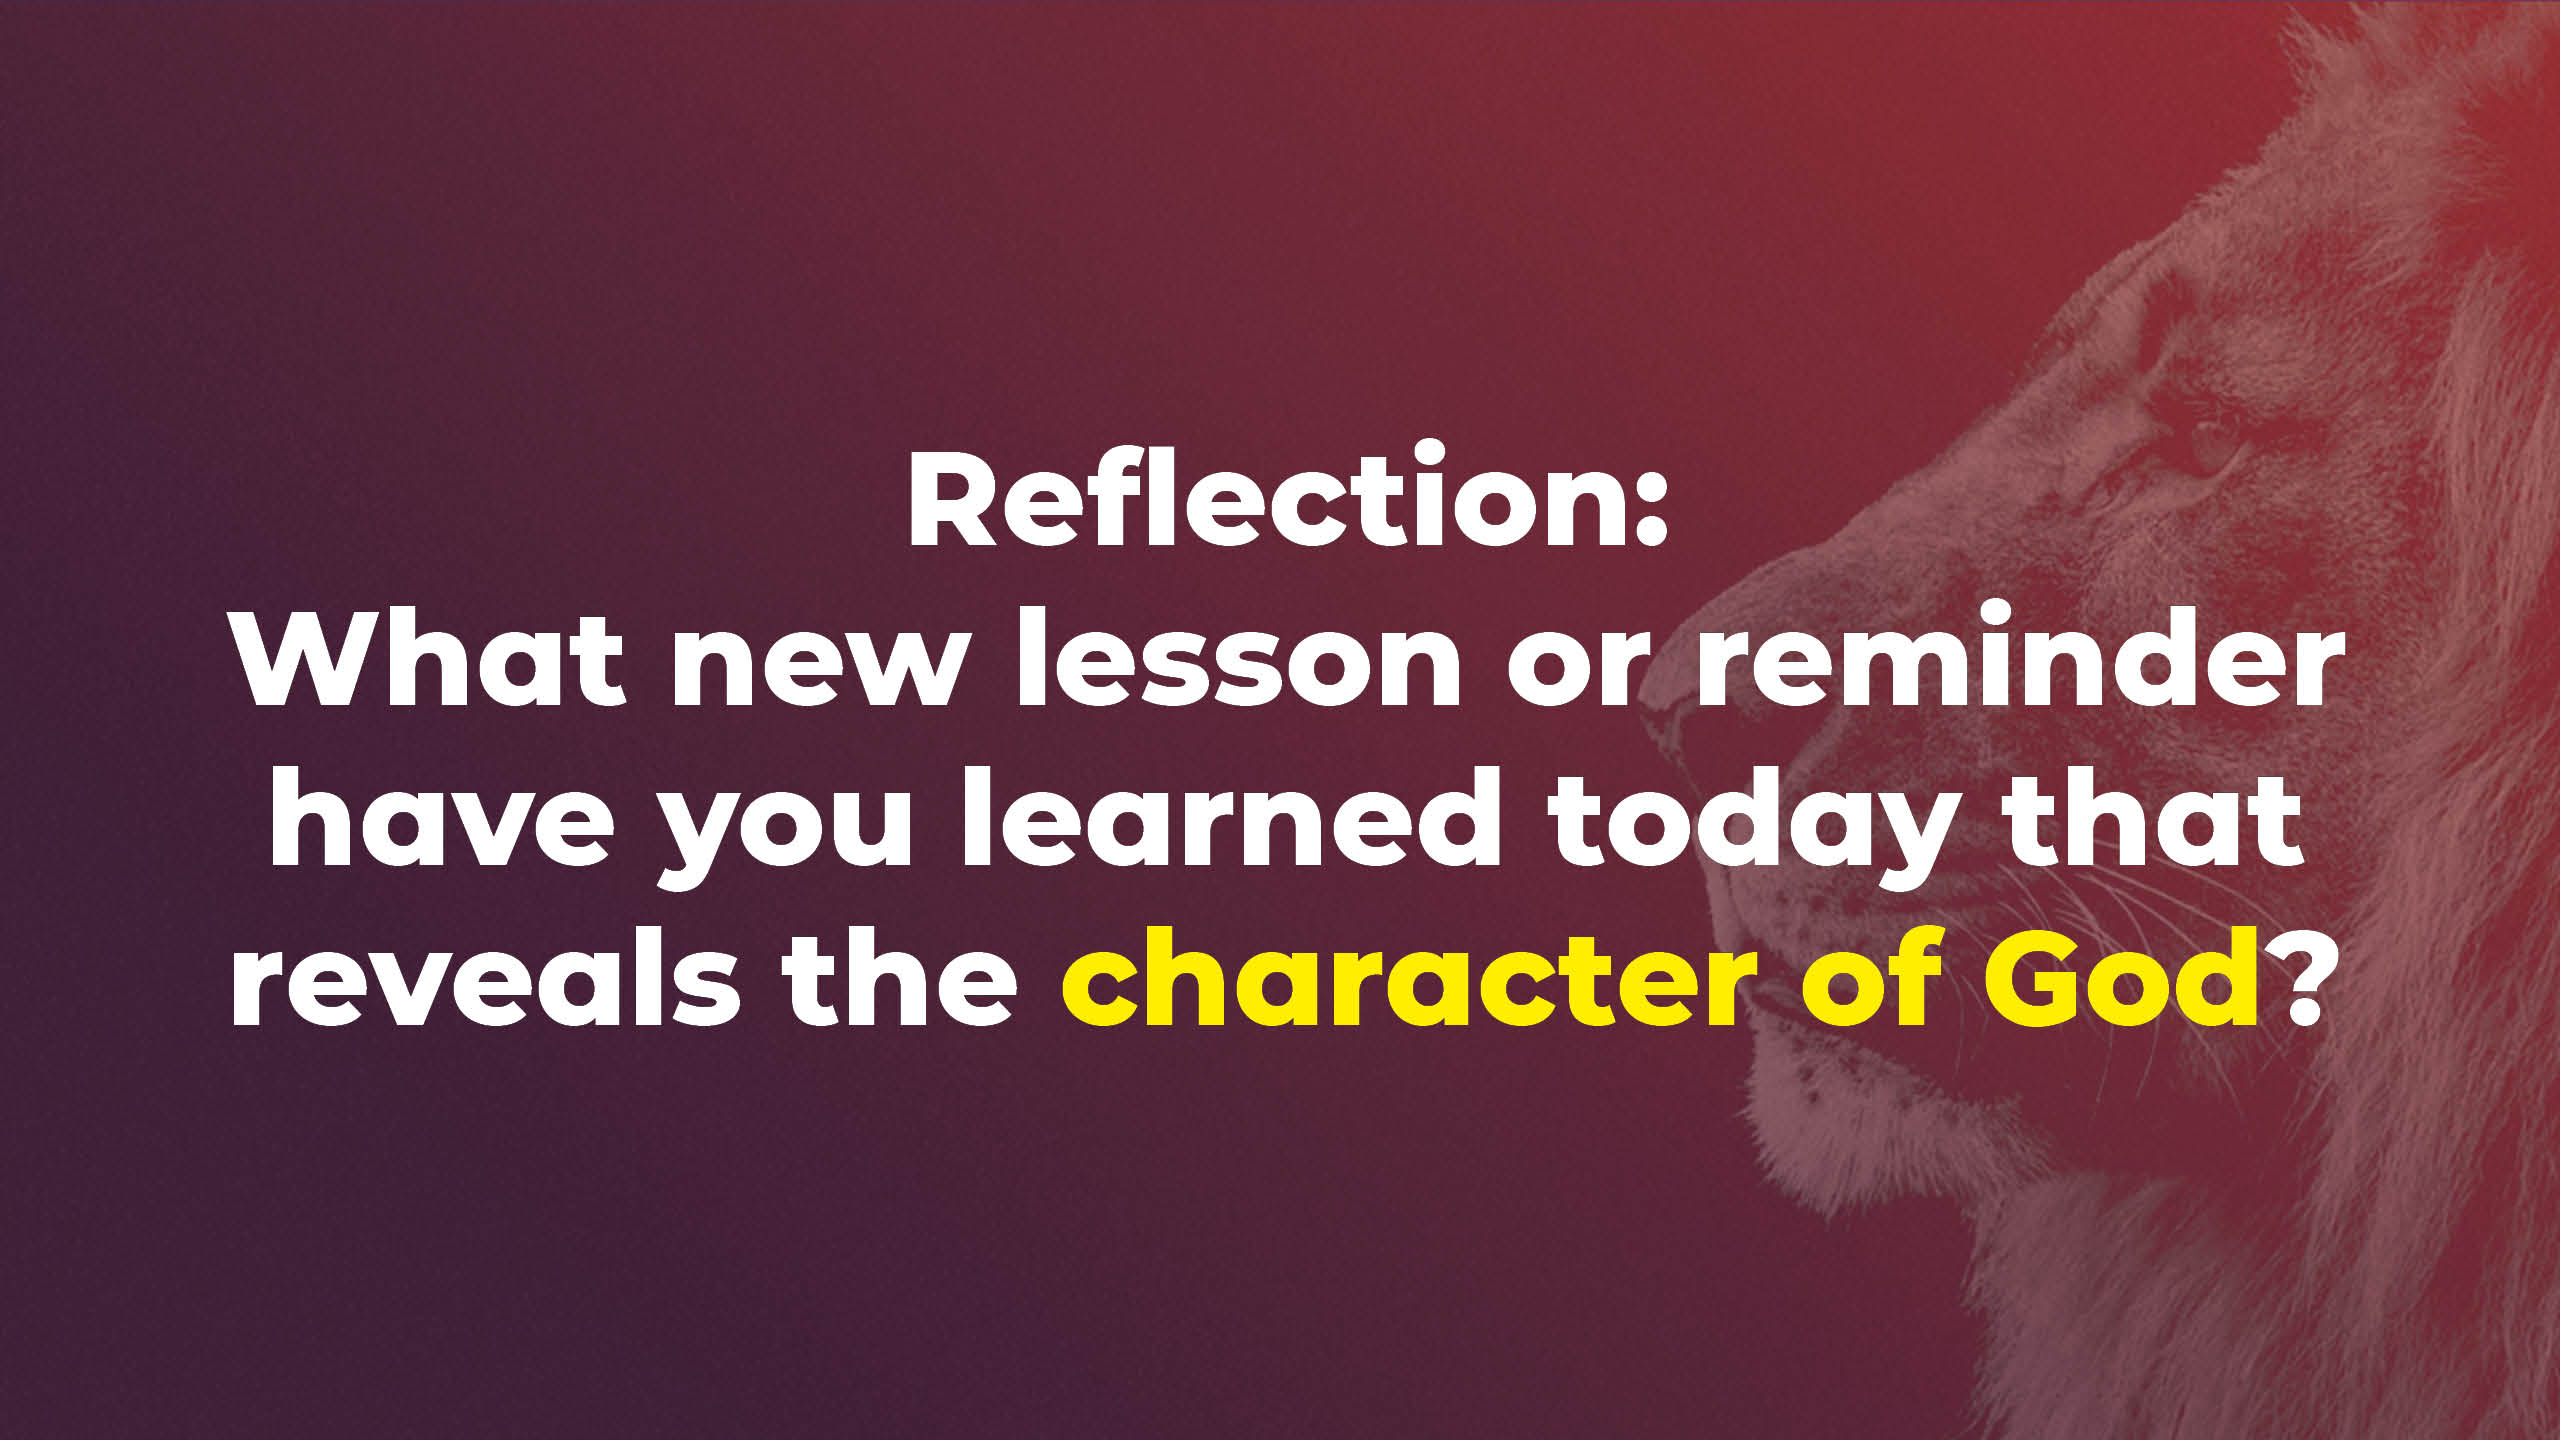 Reflection:
What new lesson or reminder
have you learned today that
reveals the character of God?